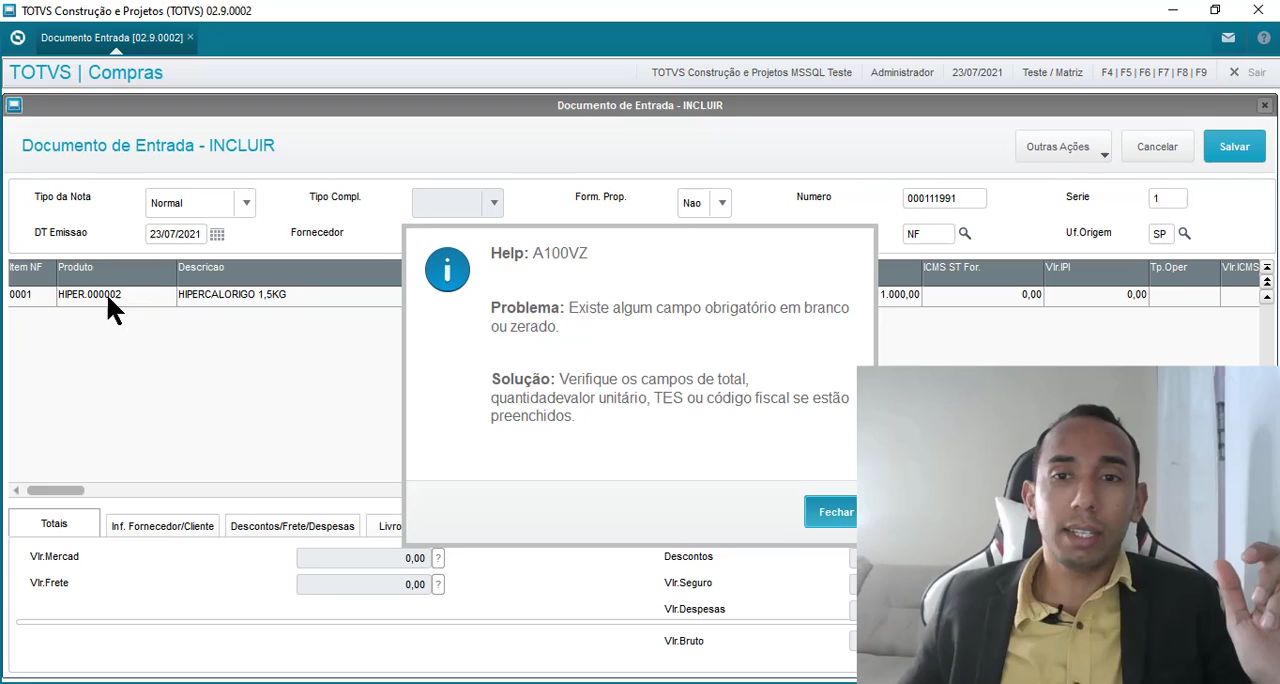 TOTVS Construção e Projetos (TOTVS) 02.9.0002
Documento Entrada [02.9.0002] ×
TOTVS | Compras
TOTVS Construção e Projetos MSSQL Teste
Administrador
23/07/2021
Teste / Matriz
F4 | F5 | F6 | F7 | F8 | F9
Sair
Documento de Entrada - INCLUIR
Documento de Entrada - INCLUIR
Outras Ações
Cancelar
Salvar
Tipo da Nota
Normal
Tipo Compl.
Form. Prop.
Nao
Numero
000111991
Serie
1
DT Emissao
23/07/2021
Fornecedor
NF
Uf.Origem
SP
Item NF
Produto
Descricao
ICMS ST For.
Vlr.IPI
Tp.Oper
Vlr.ICMS
0001
HIPER.000002
HIPERCALORIGO 1,5KG
1.000,00
0,00
0,00
Help: A100VZ
Problema: Existe algum campo obrigatório em branco
ou zerado.
Solução: Verifique os campos de total,
quantidadevalor unitário, TES ou código fiscal se estão
preenchidos.
Fechar
Totais
Inf. Fornecedor/Cliente
Descontos/Frete/Despesas
Livro
Vlr.Mercad
0,00
?
Descontos
Vlr.Frete
0,00
?
Vlr.Seguro
Vlr.Despesas
Vlr.Bruto